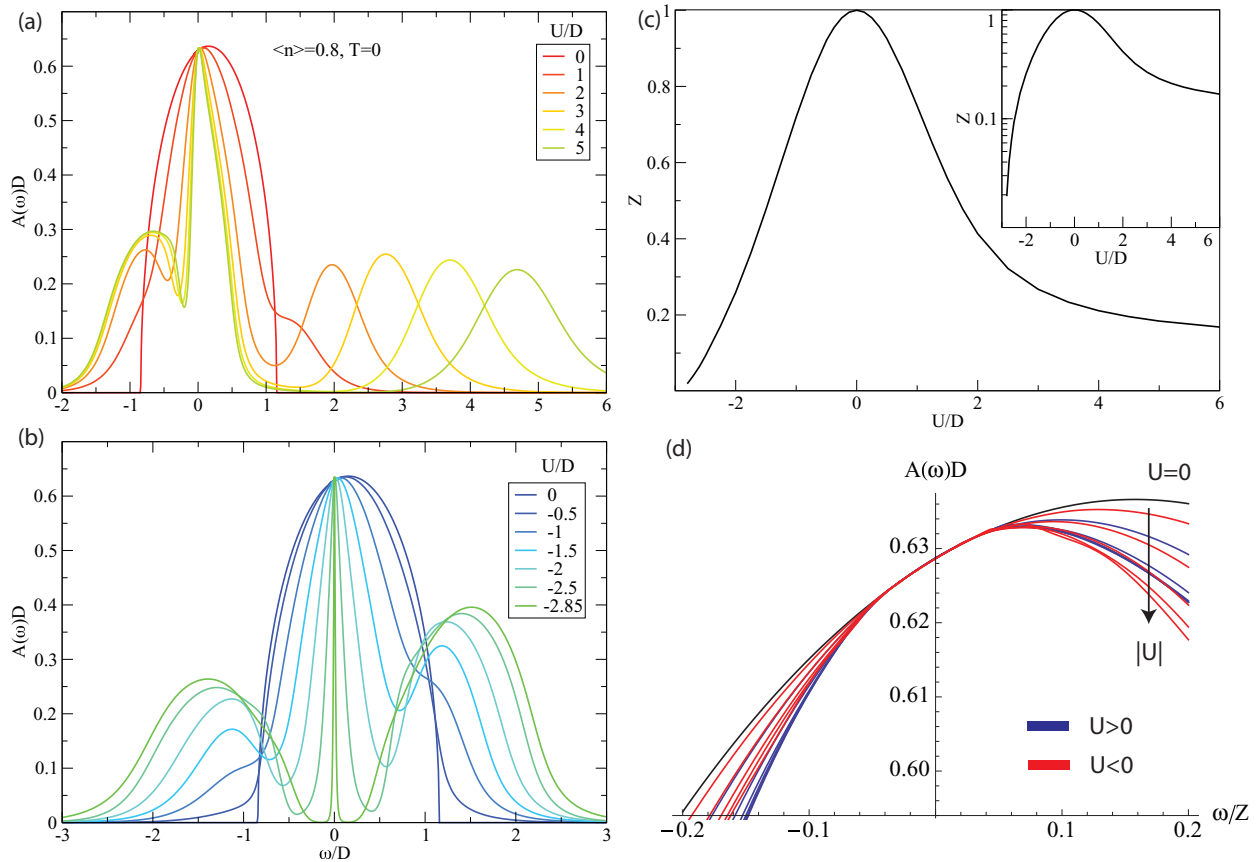 (a)
<n>=0.8, T=0
U/D
0
1
2
3
4
5
A(ω)D
0.6
0.5
0.4
0.3
0.2
0.1
0
-2 -1 0 1 2 3 4 5 6
(b)
U/D
0
-0.5
-1
-1.5
-2
-2.5
-2.85
A(ω)D
0.6
0.5
0.4
0.3
0.2
0.1
0
-3 -2 -1 0 1 2 3
ω/D
(c)
1
0.8
0.6
0.4
0.2
Z
-2 0 2 4 6
U/D
1
0.1
Z
-2 0 2 4 6
U/D
(d)
A(ω)D
U=0
0.63
0.62
0.61
0.60
|U|
U>0
U<0
−0.2 −0.1 0.1 0.2
ω/Z